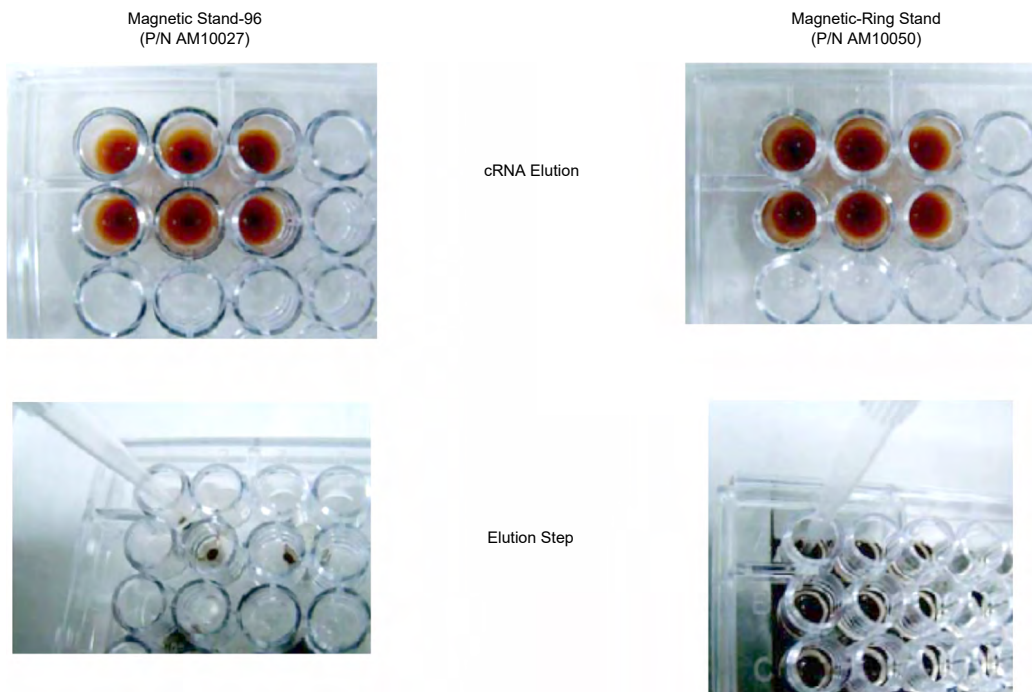 Magnetic Stand-96
(P/N AM10027)
Magnetic-Ring Stand
(P/N AM10050)
cRNA Elution
Elution Step
B
C